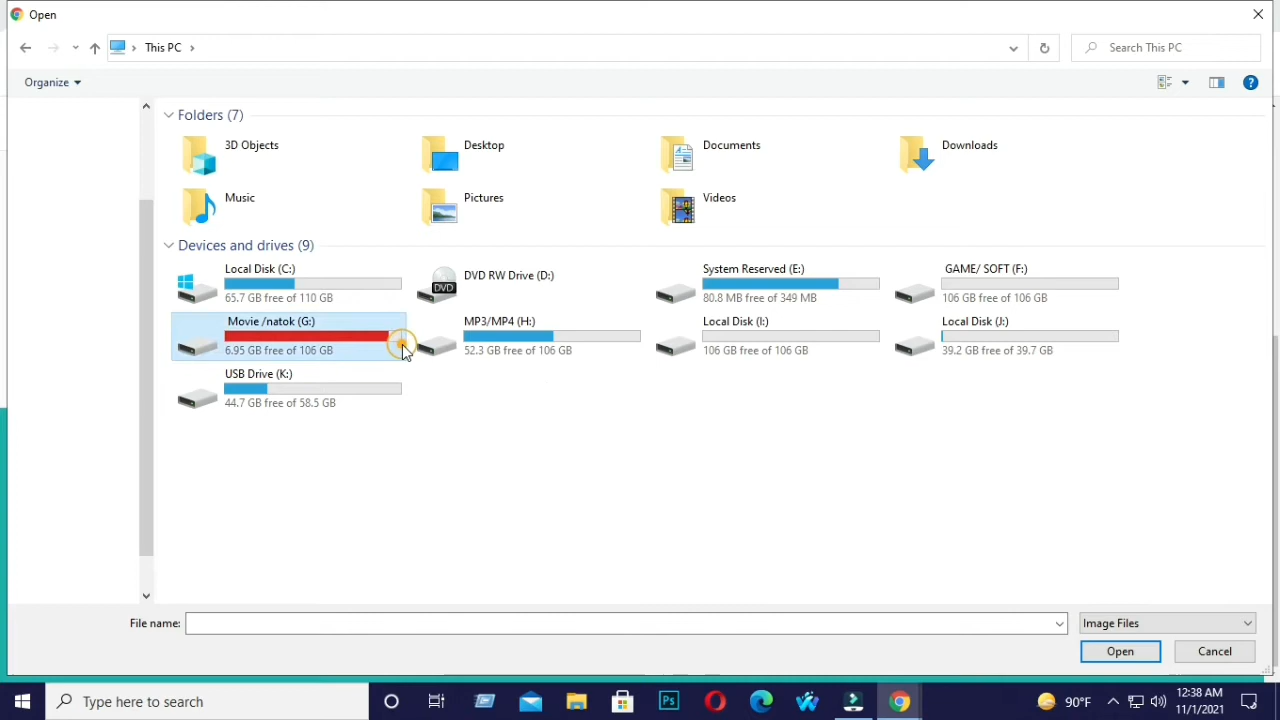 Open
This PC
Search This PC
Organize
Folders (7)
3D Objects
Desktop
Documents
Downloads
Music
Pictures
Videos
Devices and drives (9)
Local Disk (C:)
65.7 GB free of 110 GB
DVD RW Drive (D:)
DVD
System Reserved (E:)
80.8 MB free of 349 MB
GAME/ SOFT (F:)
106 GB free of 106 GB
Movie /natok (G:)
6.95 GB free of 106 GB
MP3/MP4 (H:)
52.3 GB free of 106 GB
Local Disk (I:)
106 GB free of 106 GB
Local Disk (J:)
39.2 GB free of 39.7 GB
USB Drive (K:)
44.7 GB free of 58.5 GB
File name:
Image Files
Open
Cancel
Type here to search
Ps
90°F
12:38 AM
11/1/2021